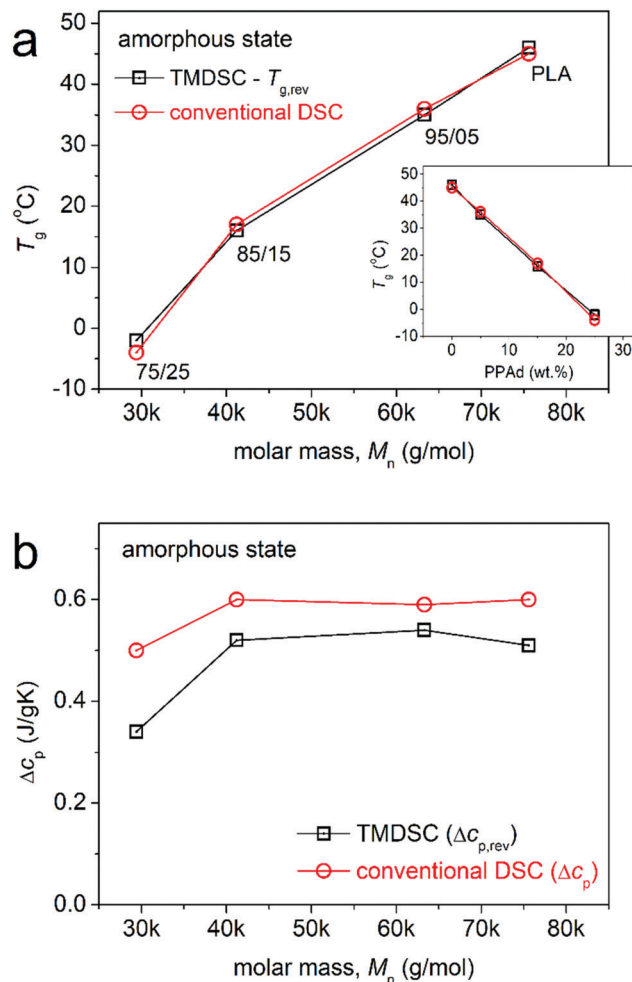 a
amorphous state
TMDSC - Tg,rev
conventional DSC
PLA
95/05
85/15
75/25
Tg (°C)
50
40
30
20
10
0
-10
30k 40k 50k 60k 70k 80k
molar mass, Mn (g/mol)
Tg (°C)
50
40
30
20
10
0
-10
0 10 20 30
PPAd (wt.%)
b
amorphous state
Δcp (J/gK)
0.6
0.4
0.2
0.0
TMDSC (Δcp,rev)
conventional DSC (Δcp)
30k 40k 50k 60k 70k 80k
molar mass, Mn (g/mol)